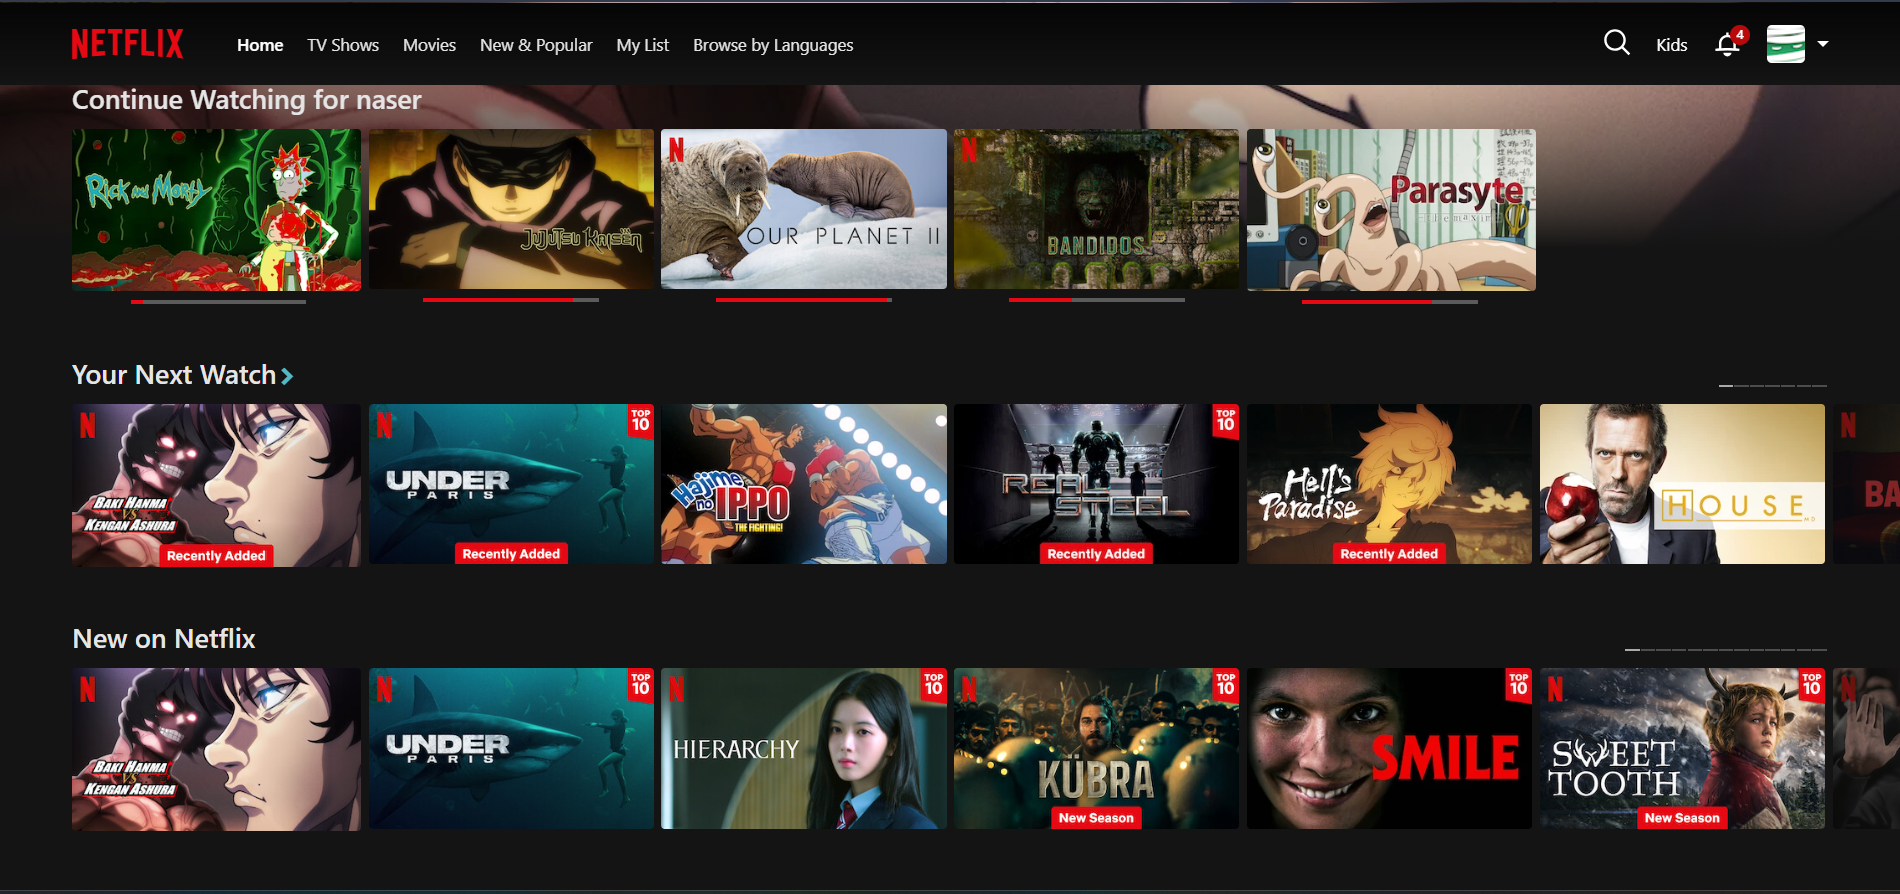 NETFLIX
Home TV Shows Movies New & Popular My List Browse by Languages
Kids
4
Continue Watching for naser
Rick and Morty
JuJutsu Kaisen
N
OUR PLANET II
N
BANDIDOS
Parasyte
-the maxim-
Your Next Watch
N
BAKI HANMA
VS
KENGAN ASHURA
Recently Added
N
TOP
10
UNDER
PARIS
Recently Added
Hajime
no IPPO
THE FIGHTING!
TOP
10
REAL
STEEL
Recently Added
Hell's
Paradise
Recently Added
HOUSE
M.D.
N
BA
New on Netflix
N
BAKI HANMA
VS
KENGAN ASHURA
N
TOP
10
UNDER
PARIS
N
TOP
10
HIERARCHY
N
TOP
10
KÜBRA
New Season
TOP
10
SMILE
N
TOP
10
SWEET
TOOTH
New Season
N